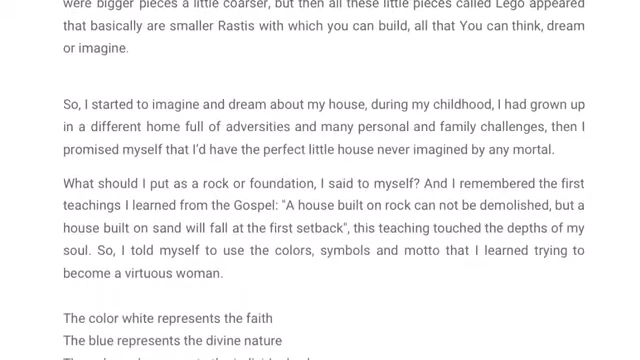 were bigger pieces a little coarser, but then all these little pieces called Lego appeared
that basically are smaller Rastis with which you can build, all that You can think, dream
or imagine.
So, I started to imagine and dream about my house, during my childhood, I had grown up
in a different home full of adversities and many personal and family challenges, then I
promised myself that I'd have the perfect little house never imagined by any mortal.
What should I put as a rock or foundation, I said to myself? And I remembered the first
teachings I learned from the Gospel: "A house built on rock can not be demolished, but a
house built on sand will fall at the first setback", this teaching touched the depths of my
soul. So, I told myself to use the colors, symbols and motto that I learned trying to
become a virtuous woman.
The color white represents the faith
The blue represents the divine nature